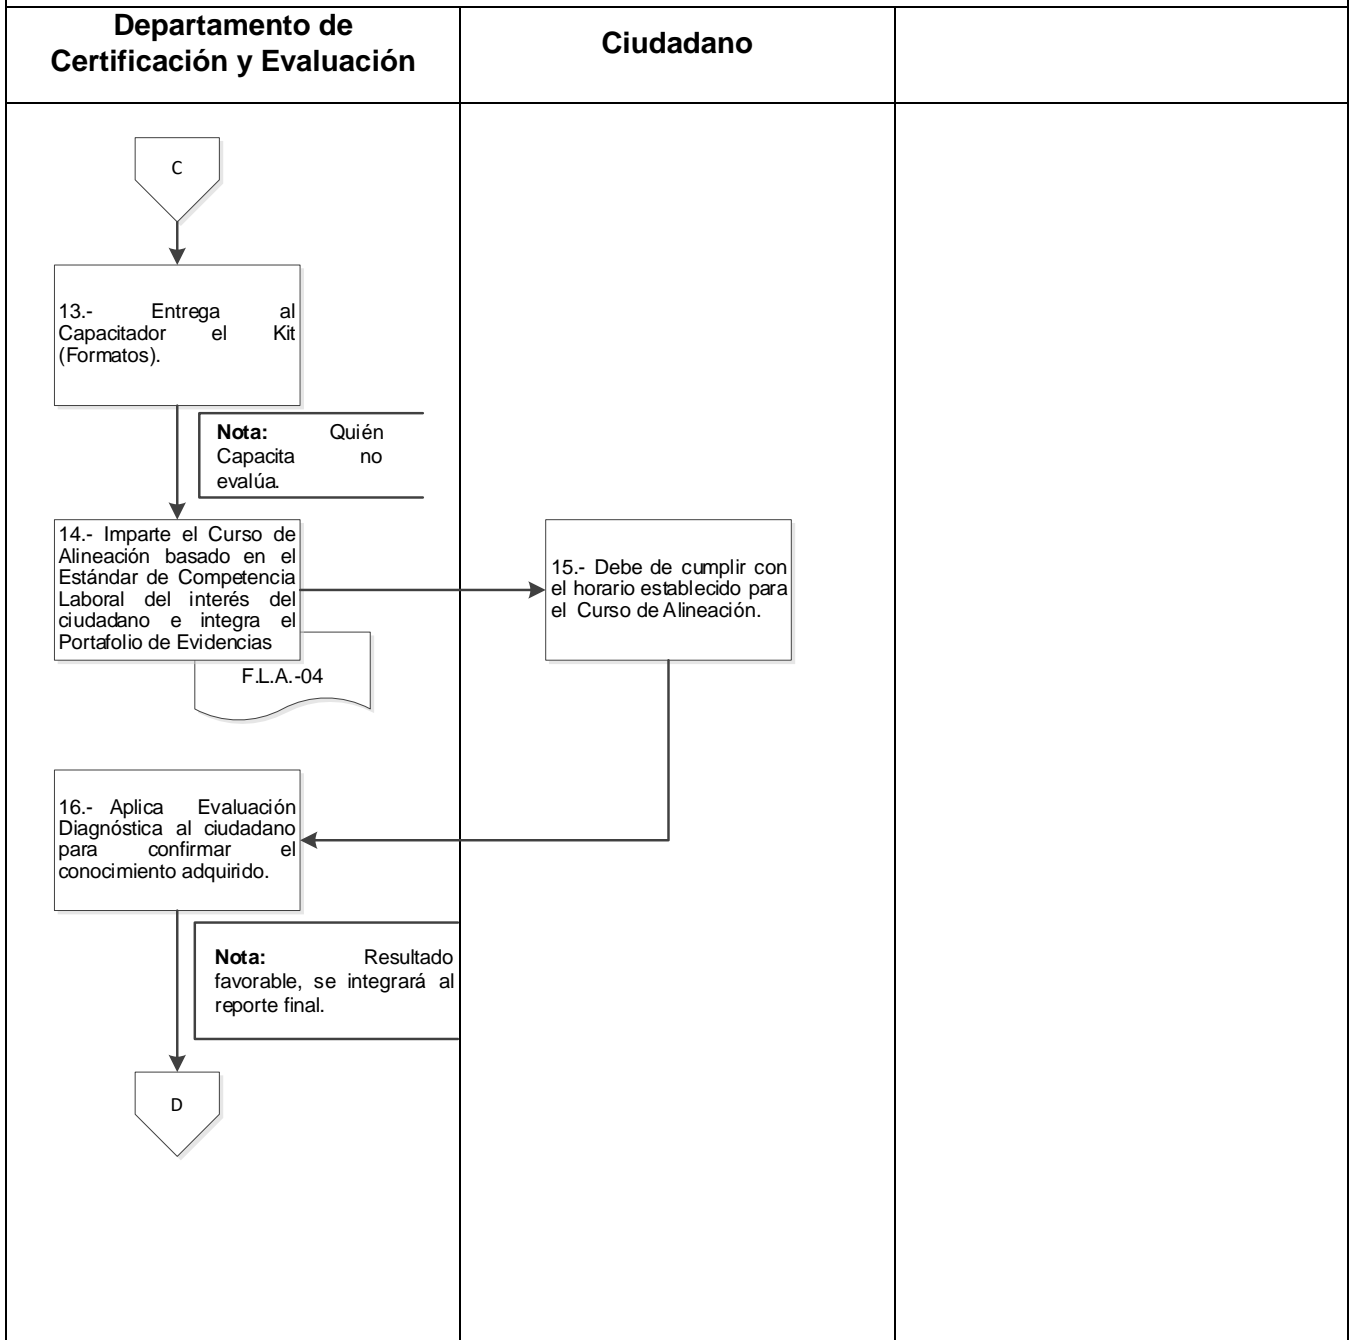 Departamento de
Certificación y Evaluación
Ciudadano
C
13.- Entrega al
Capacitador el Kit
(Formatos).
Nota: Quién
Capacita no
evalúa.
14.- Imparte el Curso de
Alineación basado en el
Estándar de Competencia
Laboral del interés del
ciudadano e integra el
Portafolio de Evidencias
F.L.A.-04
15.- Debe de cumplir con
el horario establecido para
el Curso de Alineación.
16.- Aplica Evaluación
Diagnóstica al ciudadano
para confirmar el
conocimiento adquirido.
Nota: Resultado
favorable, se integrará al
reporte final.
D